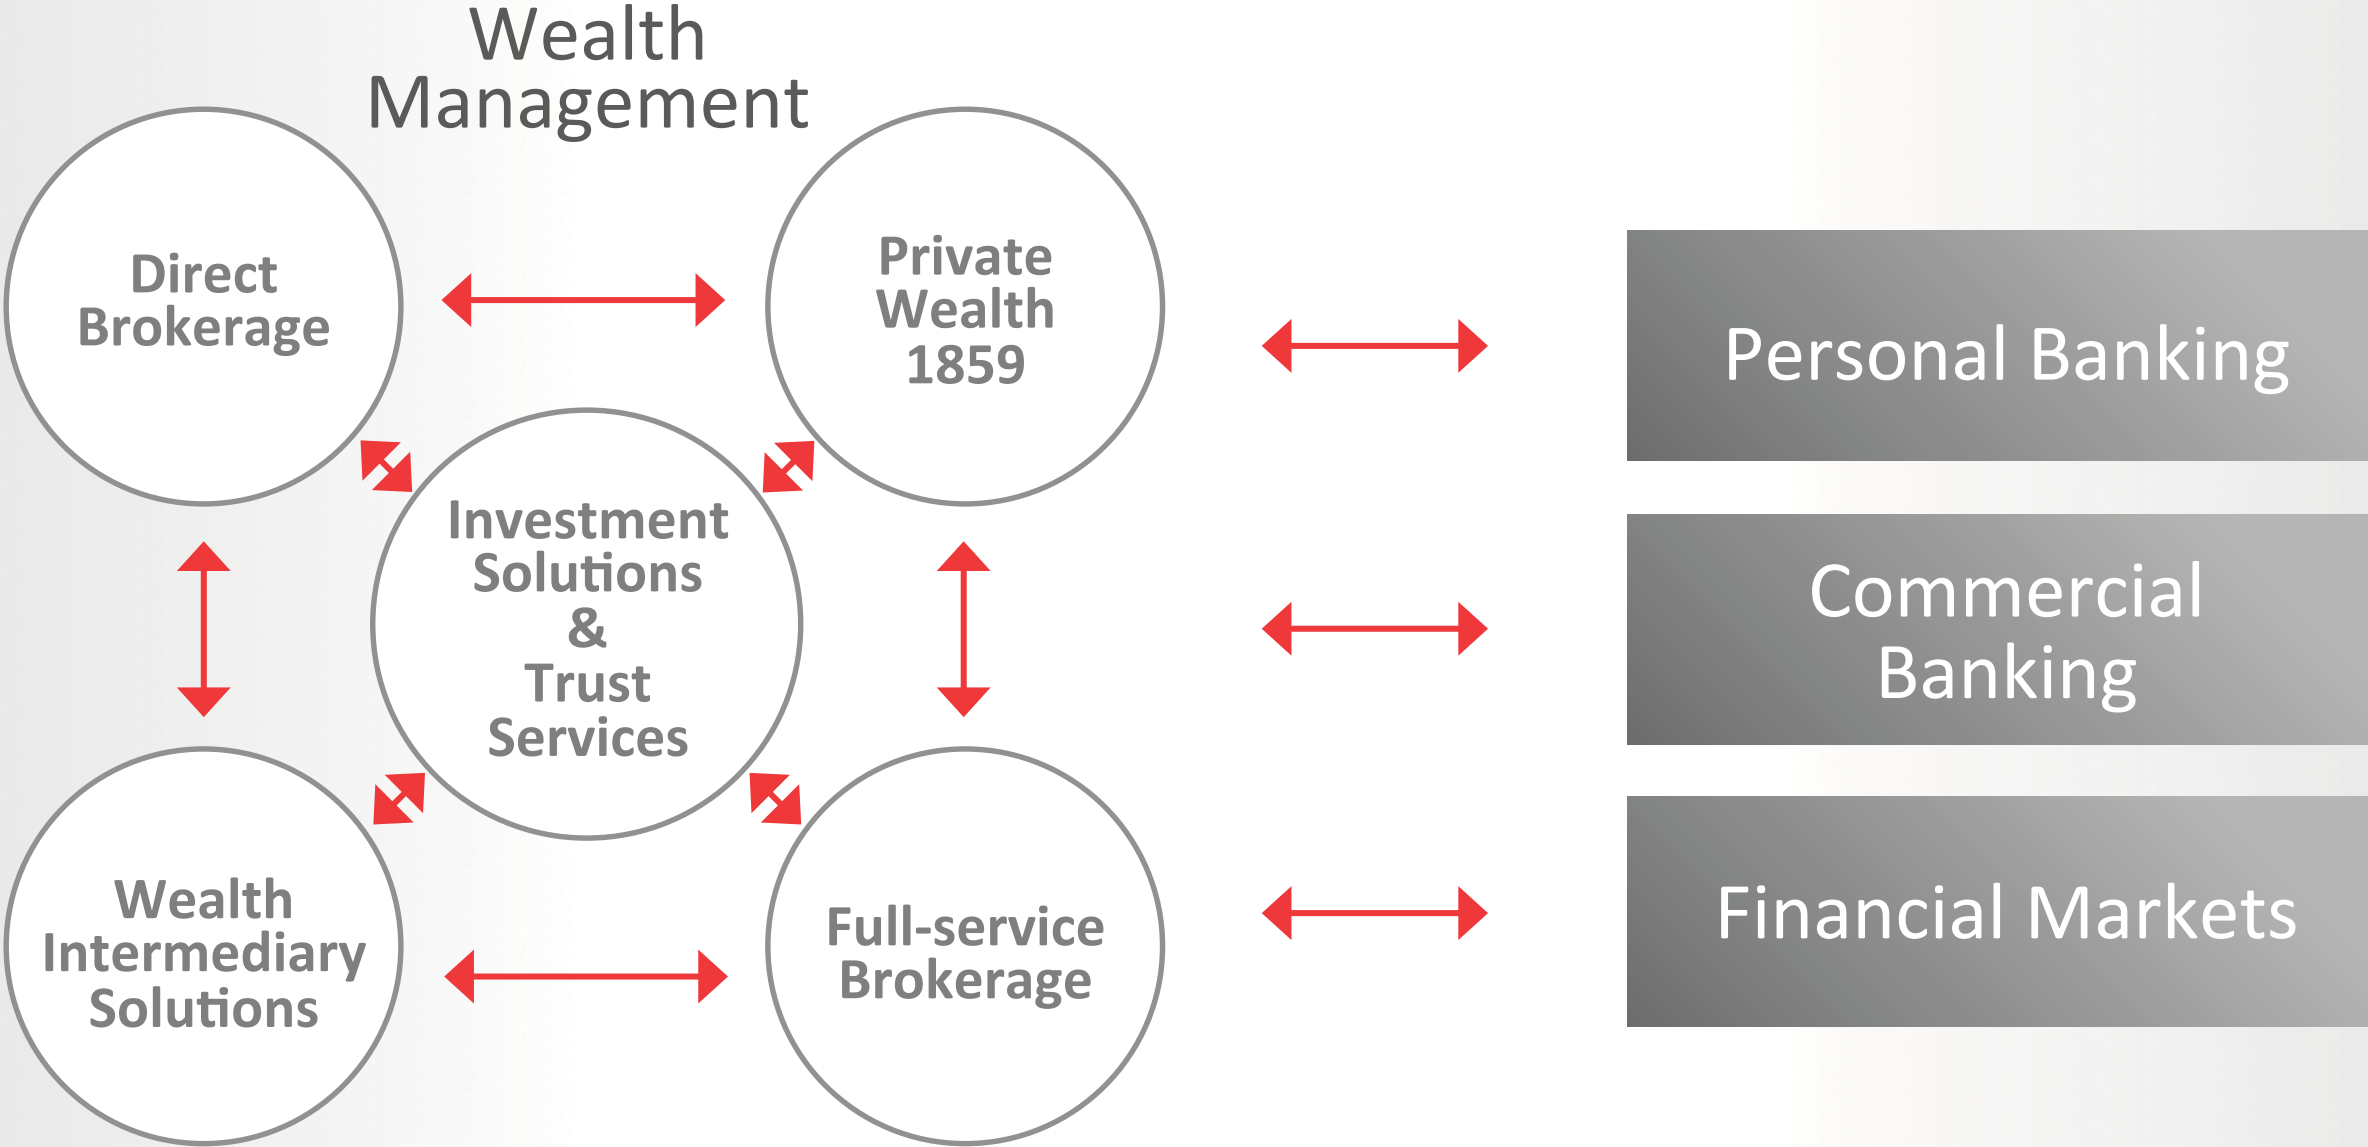 Wealth
Management
Direct
Brokerage
Private
Wealth
1859
Investment
Solutions
&
Trust
Services
Wealth
Intermediary
Solutions
Full-service
Brokerage
Personal Banking
Commercial
Banking
Financial Markets